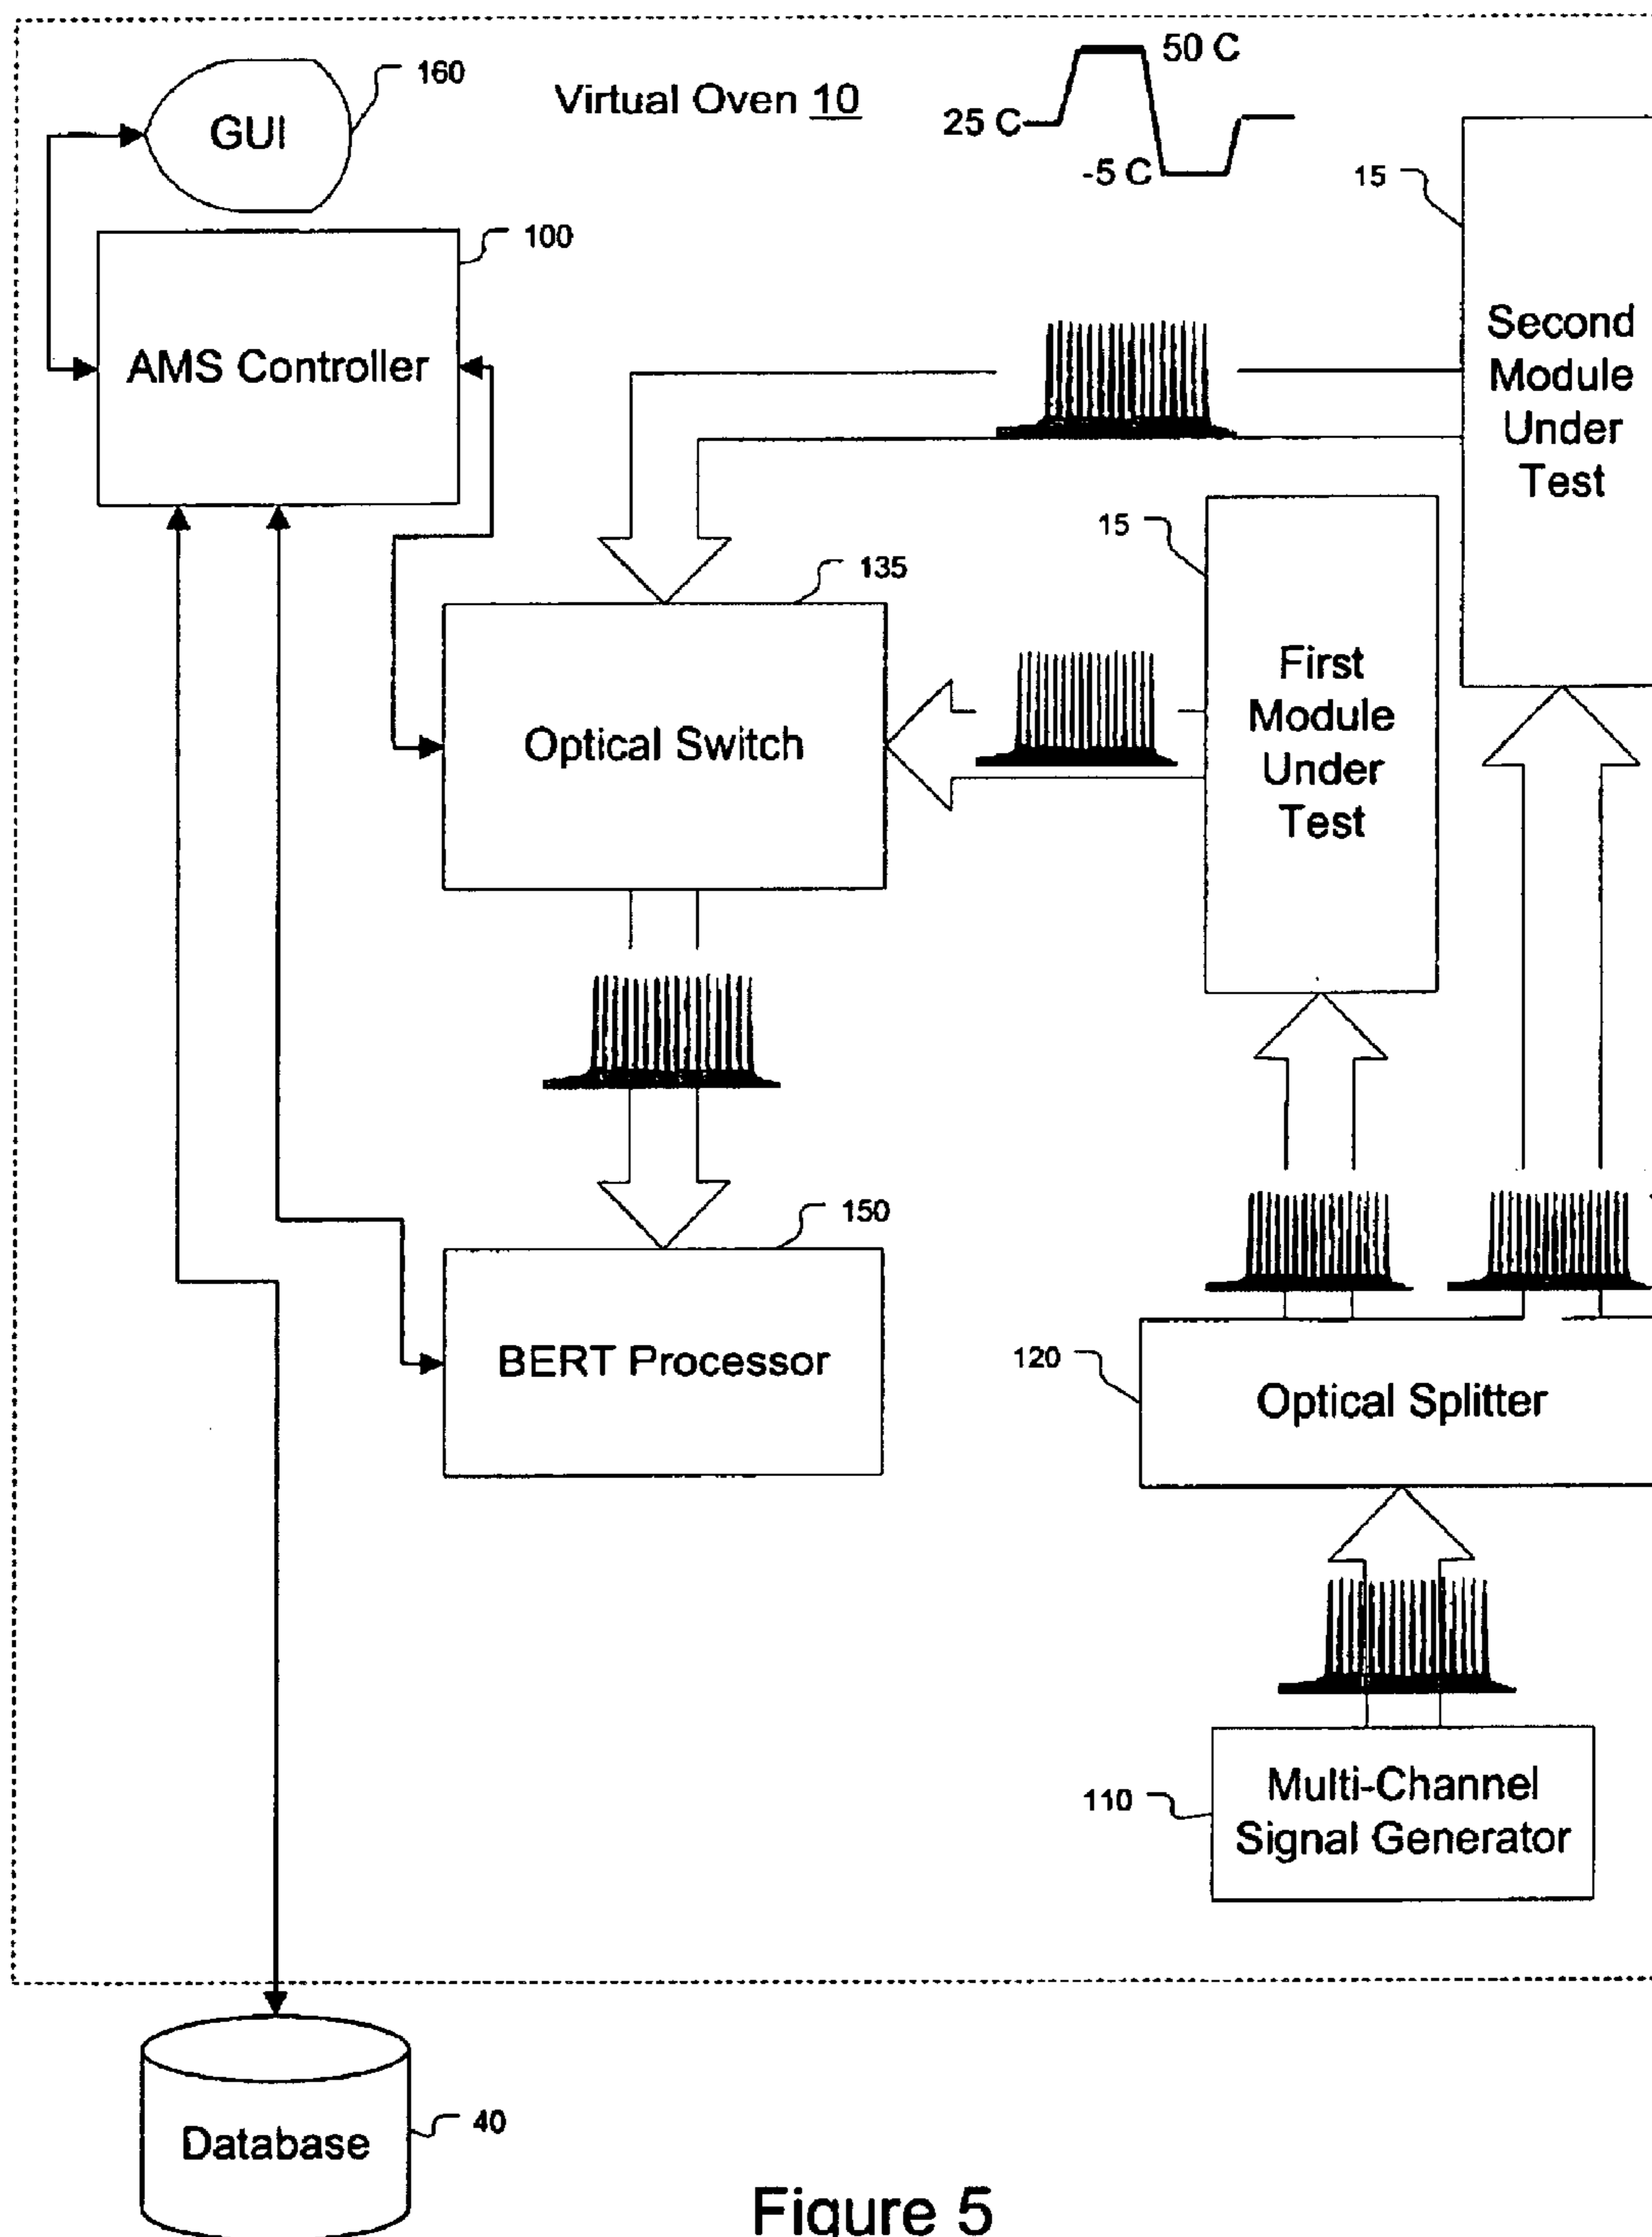 160
GUI
Virtual Oven 10
50 C
25 C
-5 C
15
100
AMS Controller
Second
Module
Under
Test
15
135
Optical Switch
First
Module
Under
Test
150
BERT Processor
120
Optical Splitter
110
Multi-Channel
Signal Generator
Database
40
Figure 5